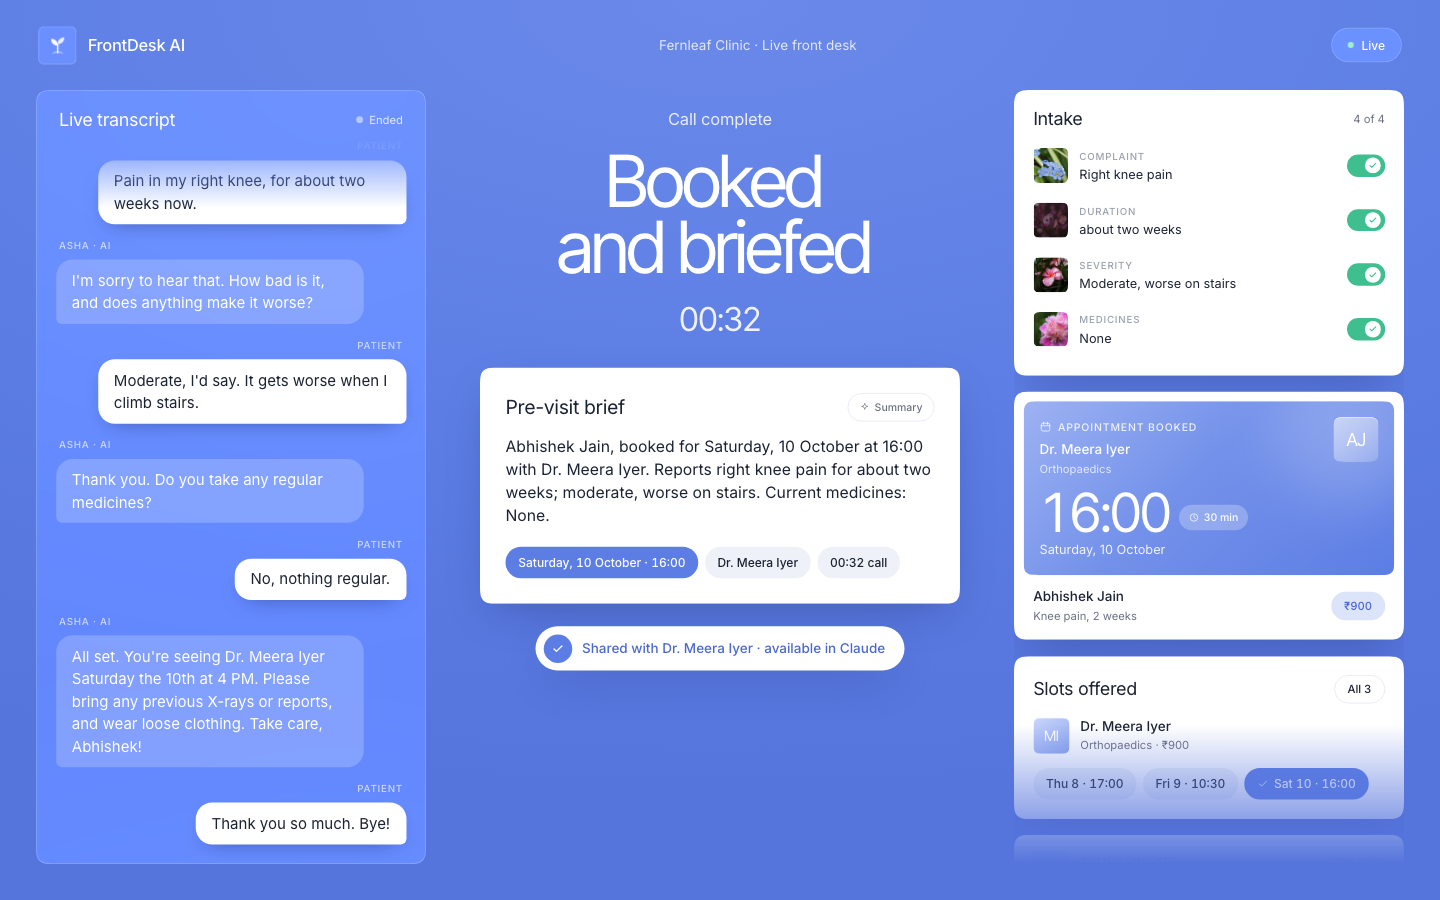 FrontDesk AI
Fernleaf Clinic · Live front desk
Live
Live transcript
Ended
PATIENT
Pain in my right knee, for about two
weeks now.
ASHA · AI
I'm sorry to hear that. How bad is it,
and does anything make it worse?
PATIENT
Moderate, I'd say. It gets worse when I
climb stairs.
ASHA · AI
Thank you. Do you take any regular
medicines?
PATIENT
No, nothing regular.
ASHA · AI
All set. You're seeing Dr. Meera Iyer
Saturday the 10th at 4 PM. Please
bring any previous X-rays or reports,
and wear loose clothing. Take care,
Abhishek!
PATIENT
Thank you so much. Bye!
Call complete
Booked
and briefed
00:32
Pre-visit brief
Summary
Abhishek Jain, booked for Saturday, 10 October at 16:00
with Dr. Meera Iyer. Reports right knee pain for about two
weeks; moderate, worse on stairs. Current medicines:
None.
Saturday, 10 October · 16:00
Dr. Meera Iyer
00:32 call
Shared with Dr. Meera Iyer · available in Claude
Intake
4 of 4
COMPLAINT
Right knee pain
DURATION
about two weeks
SEVERITY
Moderate, worse on stairs
MEDICINES
None
APPOINTMENT BOOKED
AJ
Dr. Meera Iyer
Orthopaedics
16:00
30 min
Saturday, 10 October
Abhishek Jain
Knee pain, 2 weeks
₹900
Slots offered
All 3
MI
Dr. Meera Iyer
Orthopaedics · ₹900
Thu 8 · 17:00
Fri 9 · 10:30
Sat 10 · 16:00